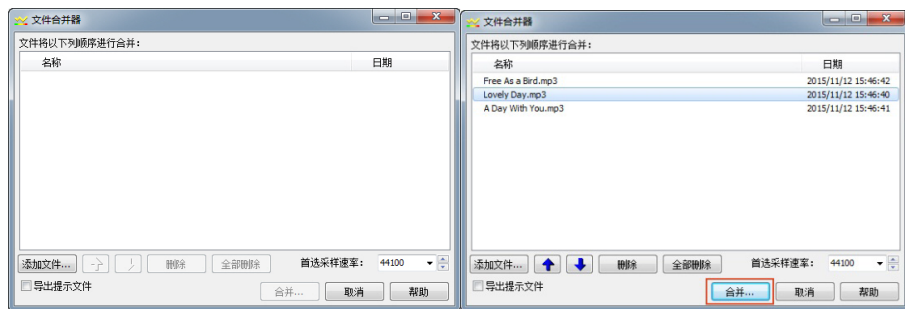 文件合并器
文件将以下列顺序进行合并：
名称 日期
添加文件... 删除 全部删除 首选采样速率： 44100
导出提示文件
合并... 取消 帮助
文件合并器
文件将以下列顺序进行合并：
名称 日期
Free As a Bird.mp3 2015/11/12 15:46:42
Lovely Day.mp3 2015/11/12 15:46:40
A Day With You.mp3 2015/11/12 15:46:41
添加文件... 删除 全部删除 首选采样速率： 44100
导出提示文件
合并... 取消 帮助